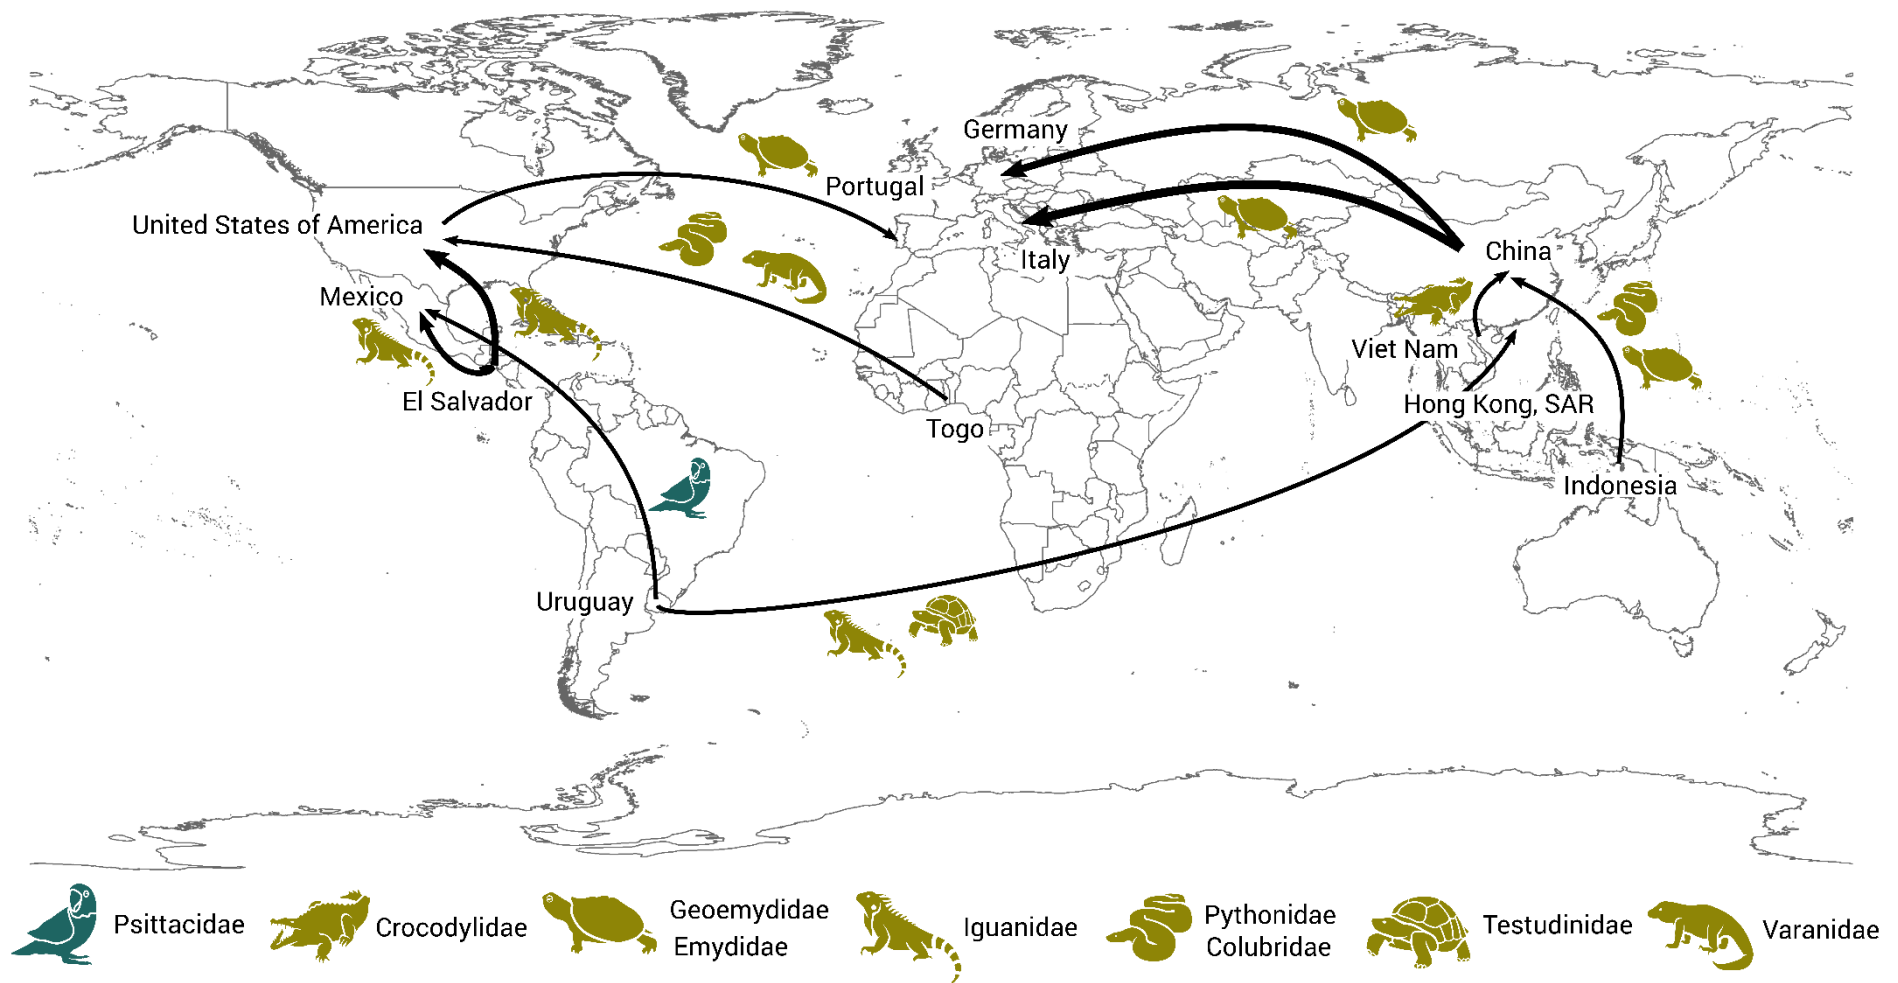 Germany
Portugal
United States of America
Italy
China
Mexico
Viet Nam
El Salvador
Hong Kong, SAR
Togo
Indonesia
Uruguay
Psittacidae
Crocodylidae
Geoemydidae
Emydidae
Iguanidae
Pythonidae
Colubridae
Testudinidae
Varanidae